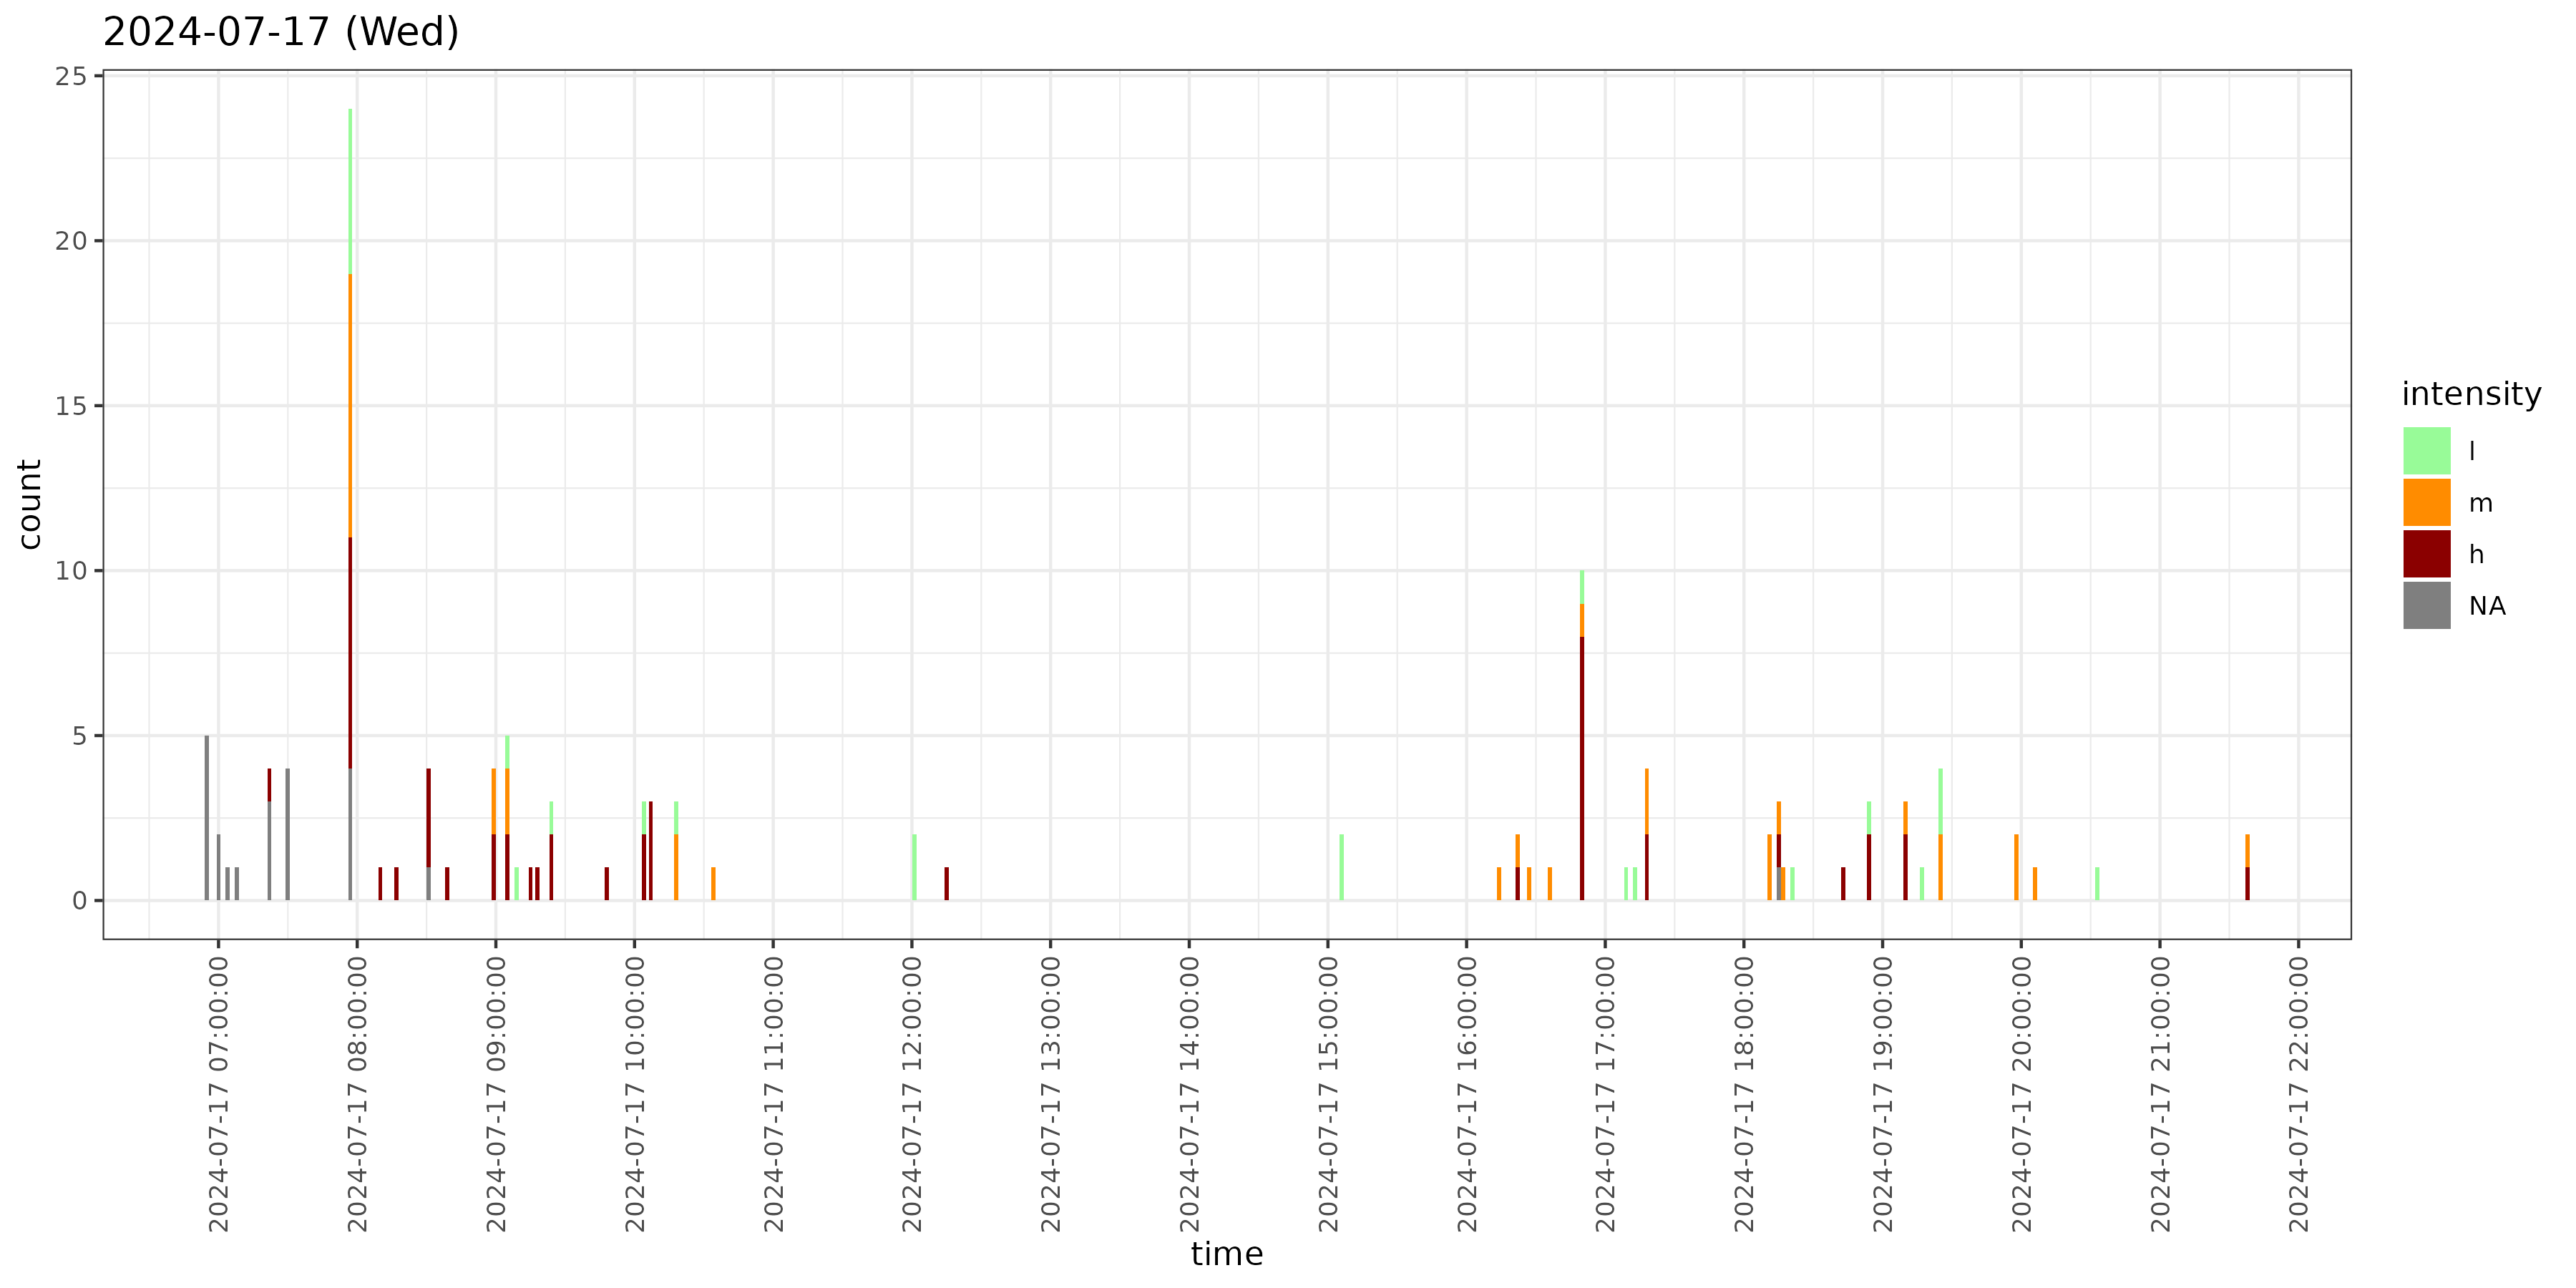 2024-07-17 (Wed)
25
20
15
10
5
0
count
2024-07-17 07:00:00
2024-07-17 08:00:00
2024-07-17 09:00:00
2024-07-17 10:00:00
2024-07-17 11:00:00
2024-07-17 12:00:00
2024-07-17 13:00:00
2024-07-17 14:00:00
2024-07-17 15:00:00
2024-07-17 16:00:00
2024-07-17 17:00:00
2024-07-17 18:00:00
2024-07-17 19:00:00
2024-07-17 20:00:00
2024-07-17 21:00:00
2024-07-17 22:00:00
time
intensity
l
m
h
NA